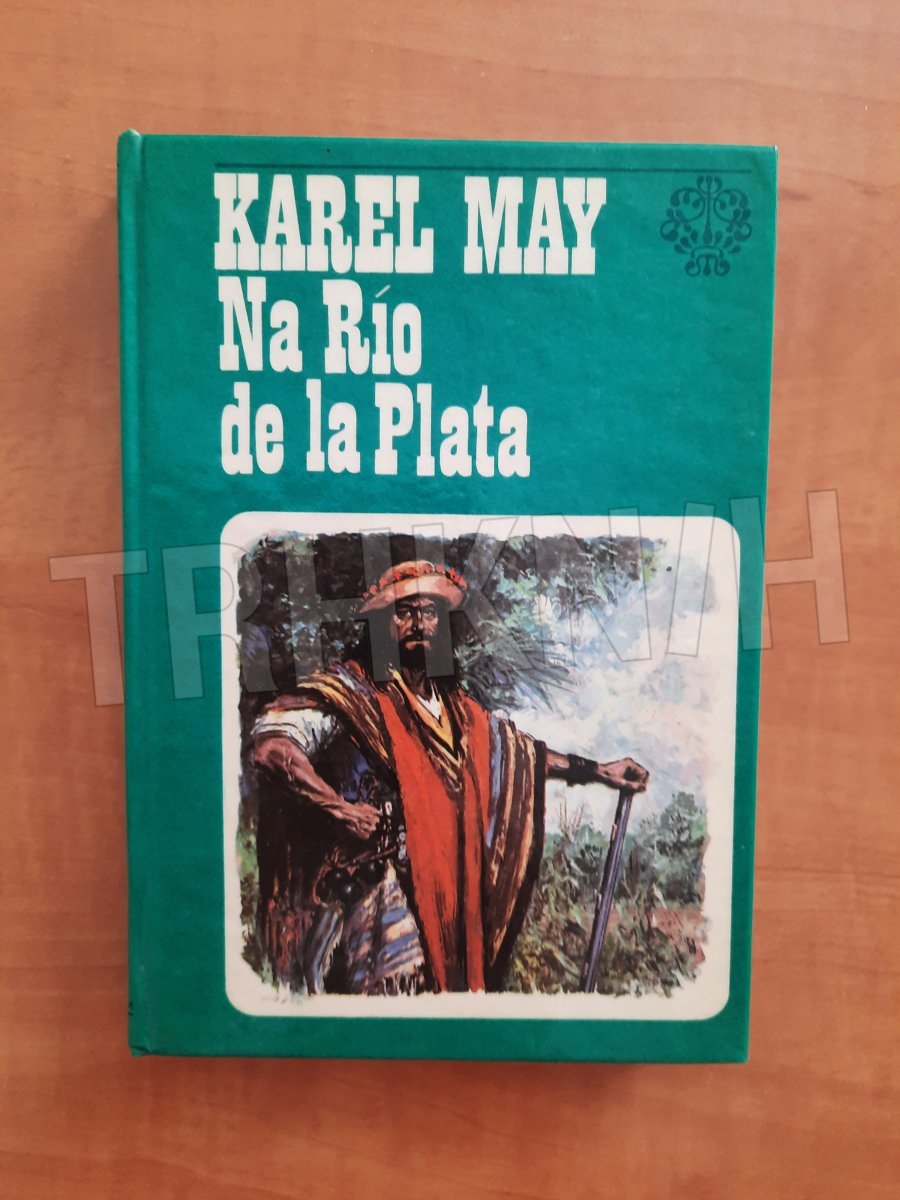 KAREL MAY
Na Río
de la Plata
TRHKNIH